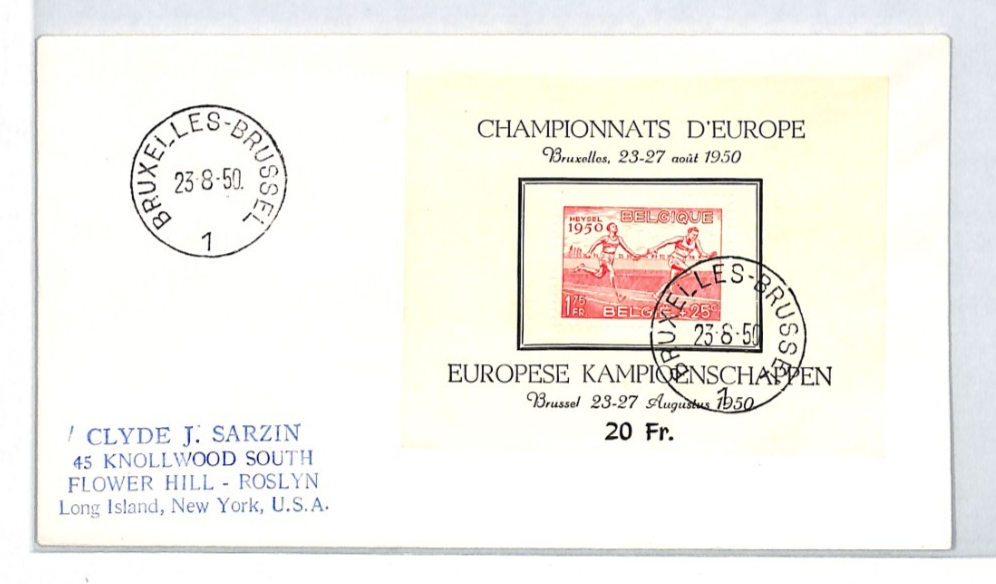 BRUXELLES-BRUSSEL
23-8-50.
1
CHAMPIONNATS D'EUROPE
Bruxelles, 23-27 août 1950
HEYSEL BELGIQUE
1950
1 75 FR BELGIE +25c
BRUXELLES-BRUSSEL
23-8-50
1
EUROPESE KAMPIOENSCHAPPEN
Brussel 23-27 Augustus 1950
20 Fr.
CLYDE J. SARZIN
45 KNOLLWOOD SOUTH
FLOWER HILL - ROSLYN
Long Island, New York, U.S.A.